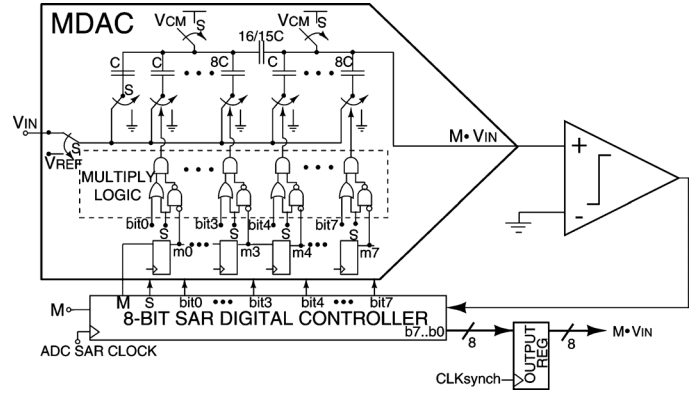 MDAC
VCM S
16/15C
VCM S
C C 8C C 8C
S
VIN
S
VREF
M•VIN
+
-
MULTIPLY
LOGIC
bit0 S bit3 S bit4 S bit7 S
m0 m3 m4 m7
M
M S bit0 bit3 bit4 bit7
8-BIT SAR DIGITAL CONTROLLER
b7..b0
ADC SAR CLOCK
8
OUTPUT
REG
8
M•VIN
CLKsynch